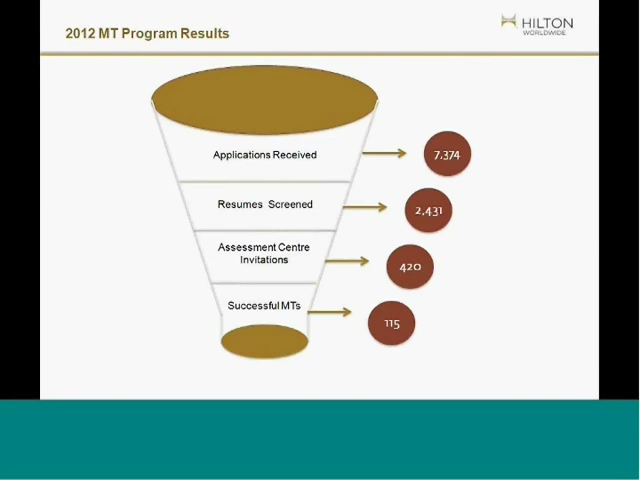 2012 MT Program Results
HILTON
WORLDWIDE
Applications Received
7,374
Resumes Screened
2,431
Assessment Centre
Invitations
420
Successful MTs
115